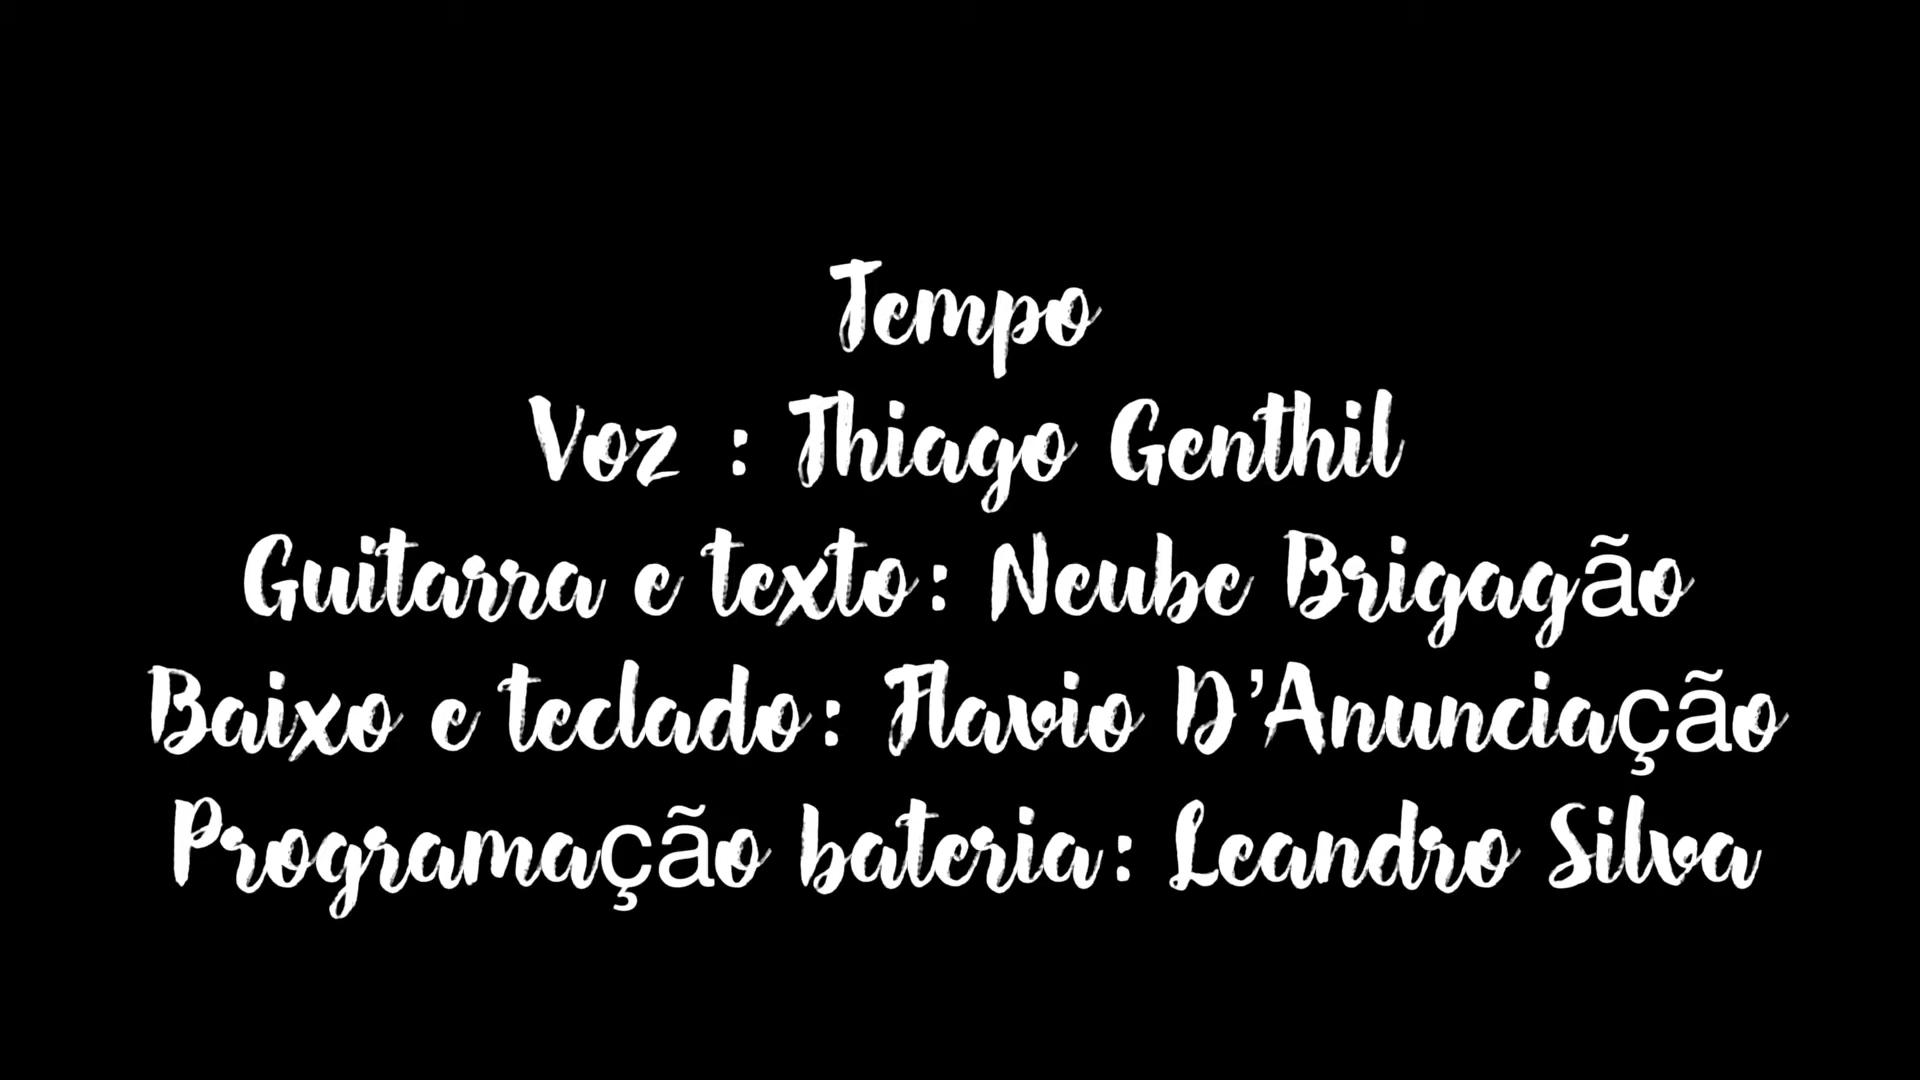 Tempo
Voz : Thiago Genthil
Guitarra e texto: Neube Brigagão
Baixo e teclado: Flavio D'Anunciação
Programação bateria: Leandro Silva